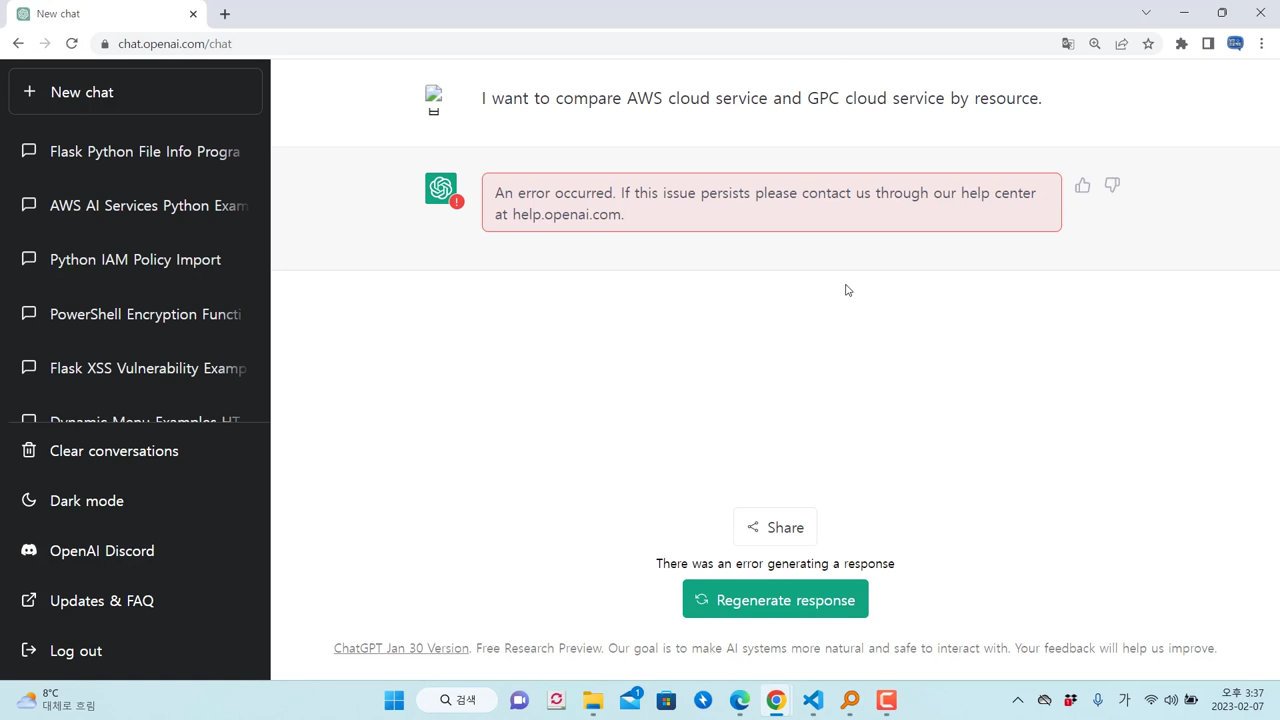 New chat
chat.openai.com/chat
New chat
Flask Python File Info Progra
AWS AI Services Python Exam
Python IAM Policy Import
PowerShell Encryption Functi
Flask XSS Vulnerability Examp
Dynamic Menu Examples HT
Clear conversations
Dark mode
OpenAI Discord
Updates & FAQ
Log out
I want to compare AWS cloud service and GPC cloud service by resource.
An error occurred. If this issue persists please contact us through our help center
at help.openai.com.
Share
There was an error generating a response
Regenerate response
ChatGPT Jan 30 Version. Free Research Preview. Our goal is to make AI systems more natural and safe to interact with. Your feedback will help us improve.
8°C
대체로 흐림
검색
1
가
오후 3:37
2023-02-07